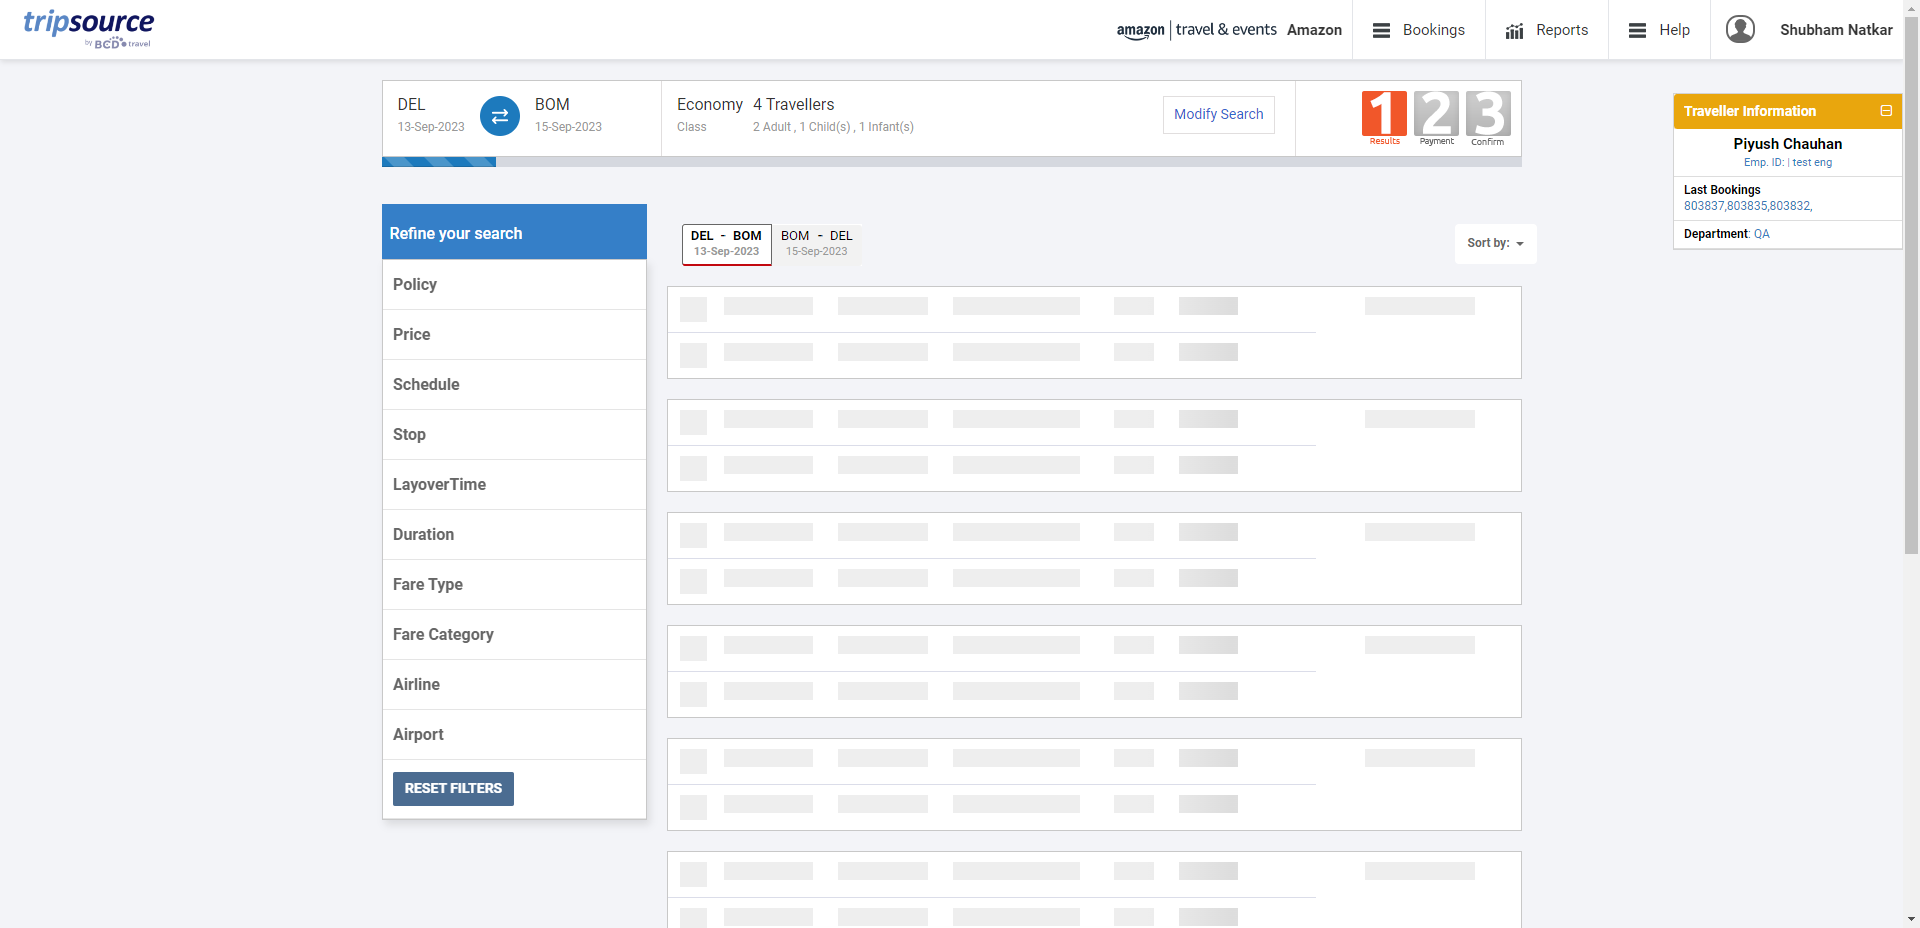 tripsource
by BCD travel
amazon | travel & events Amazon
Bookings
Reports
Help
Shubham Natkar
DEL
13-Sep-2023
BOM
15-Sep-2023
Economy 4 Travellers
Class 2 Adult , 1 Child(s) , 1 Infant(s)
Modify Search
1
Results
2
Payment
3
Confirm
Traveller Information
Piyush Chauhan
Emp. ID: | test eng
Last Bookings
803837,803835,803832,
Department: QA
Refine your search
Policy
Price
Schedule
Stop
LayoverTime
Duration
Fare Type
Fare Category
Airline
Airport
RESET FILTERS
DEL - BOM
13-Sep-2023
BOM - DEL
15-Sep-2023
Sort by: